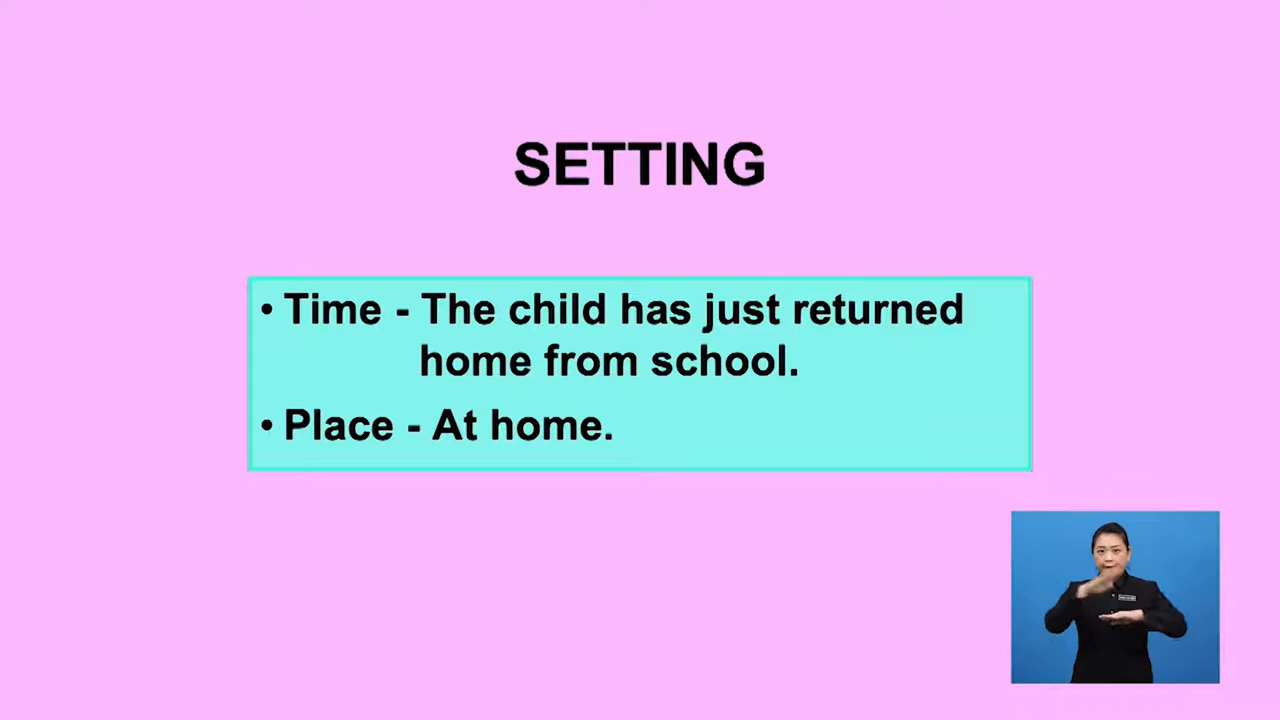 SETTING
• Time - The child has just returned
home from school.
• Place - At home.